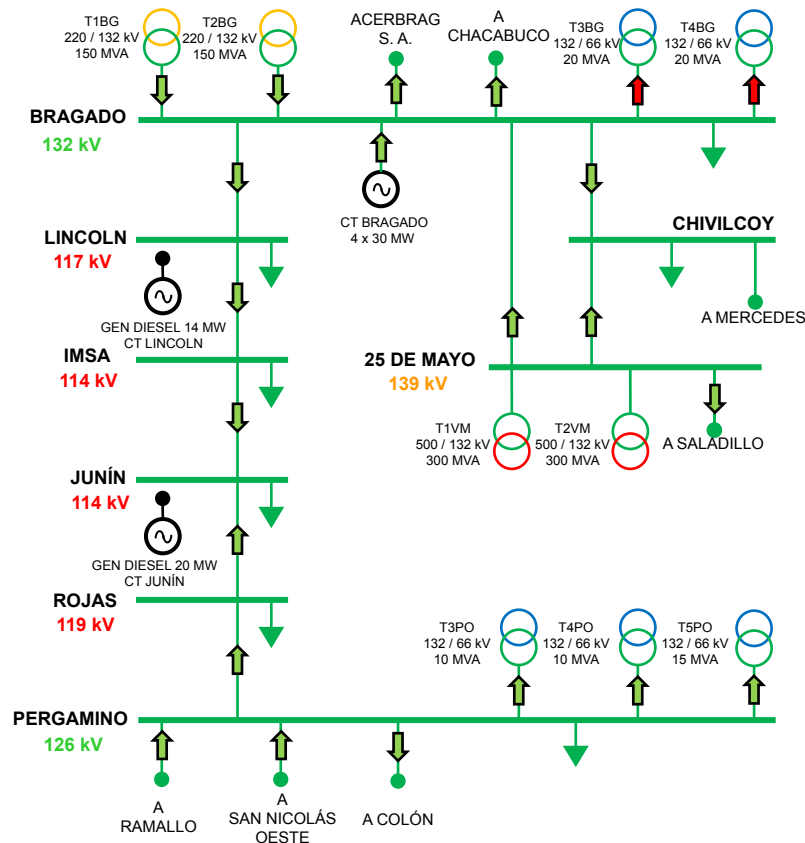 T1BG
220 / 132 kV
150 MVA
T2BG
220 / 132 kV
150 MVA
ACERBRAG
S. A.
A
CHACABUCO
T3BG
132 / 66 kV
20 MVA
T4BG
132 / 66 kV
20 MVA
BRAGADO
132 kV
CT BRAGADO
4 x 30 MW
LINCOLN
117 kV
GEN DIESEL 14 MW
CT LINCOLN
CHIVILCOY
A MERCEDES
IMSA
114 kV
25 DE MAYO
139 kV
T1VM
500 / 132 kV
300 MVA
T2VM
500 / 132 kV
300 MVA
A SALADILLO
JUNÍN
114 kV
GEN DIESEL 20 MW
CT JUNÍN
ROJAS
119 kV
T3PO
132 / 66 kV
10 MVA
T4PO
132 / 66 kV
10 MVA
T5PO
132 / 66 kV
15 MVA
PERGAMINO
126 kV
A
RAMALLO
A
SAN NICOLÁS
OESTE
A COLÓN